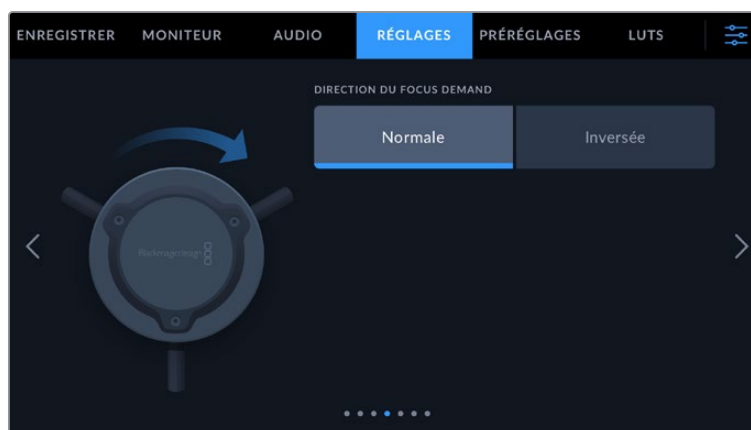 ENREGISTRER MONITEUR AUDIO RÉGLAGES PRÉRÉGLAGES LUTS
DIRECTION DU FOCUS DEMAND
Normale Inversée
Blackmagicdesign